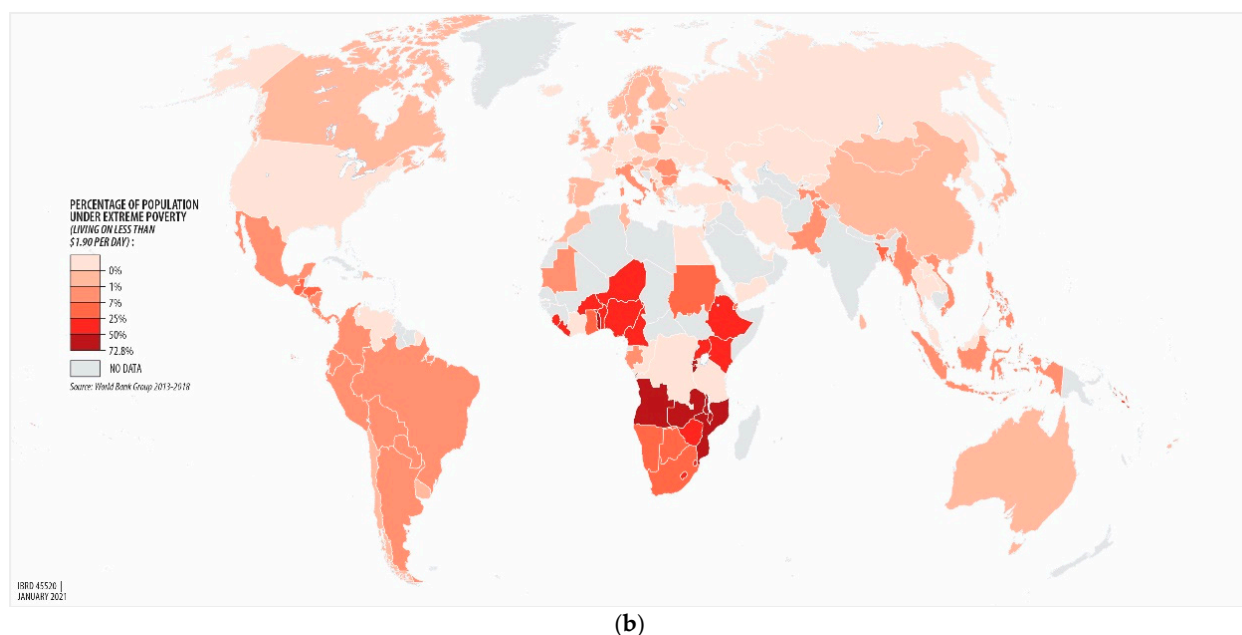 PERCENTAGE OF POPULATION
UNDER EXTREME POVERTY
(LIVING ON LESS THAN
$1.90 PER DAY) :
0%
1%
7%
25%
50%
72.8%
NO DATA
Source: World Bank Group 2013-2018
IBRD 45520 |
JANUARY 2021
(b)